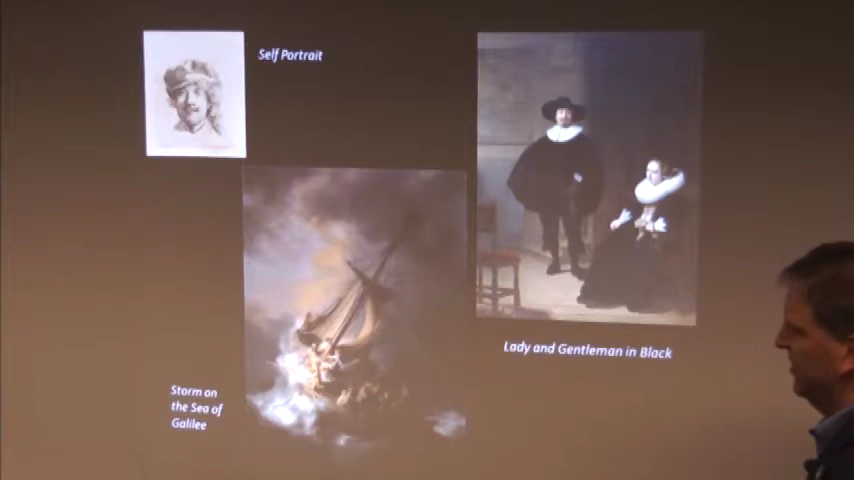 Self Portrait
Storm on
the Sea of
Galilee
Lady and Gentleman in Black